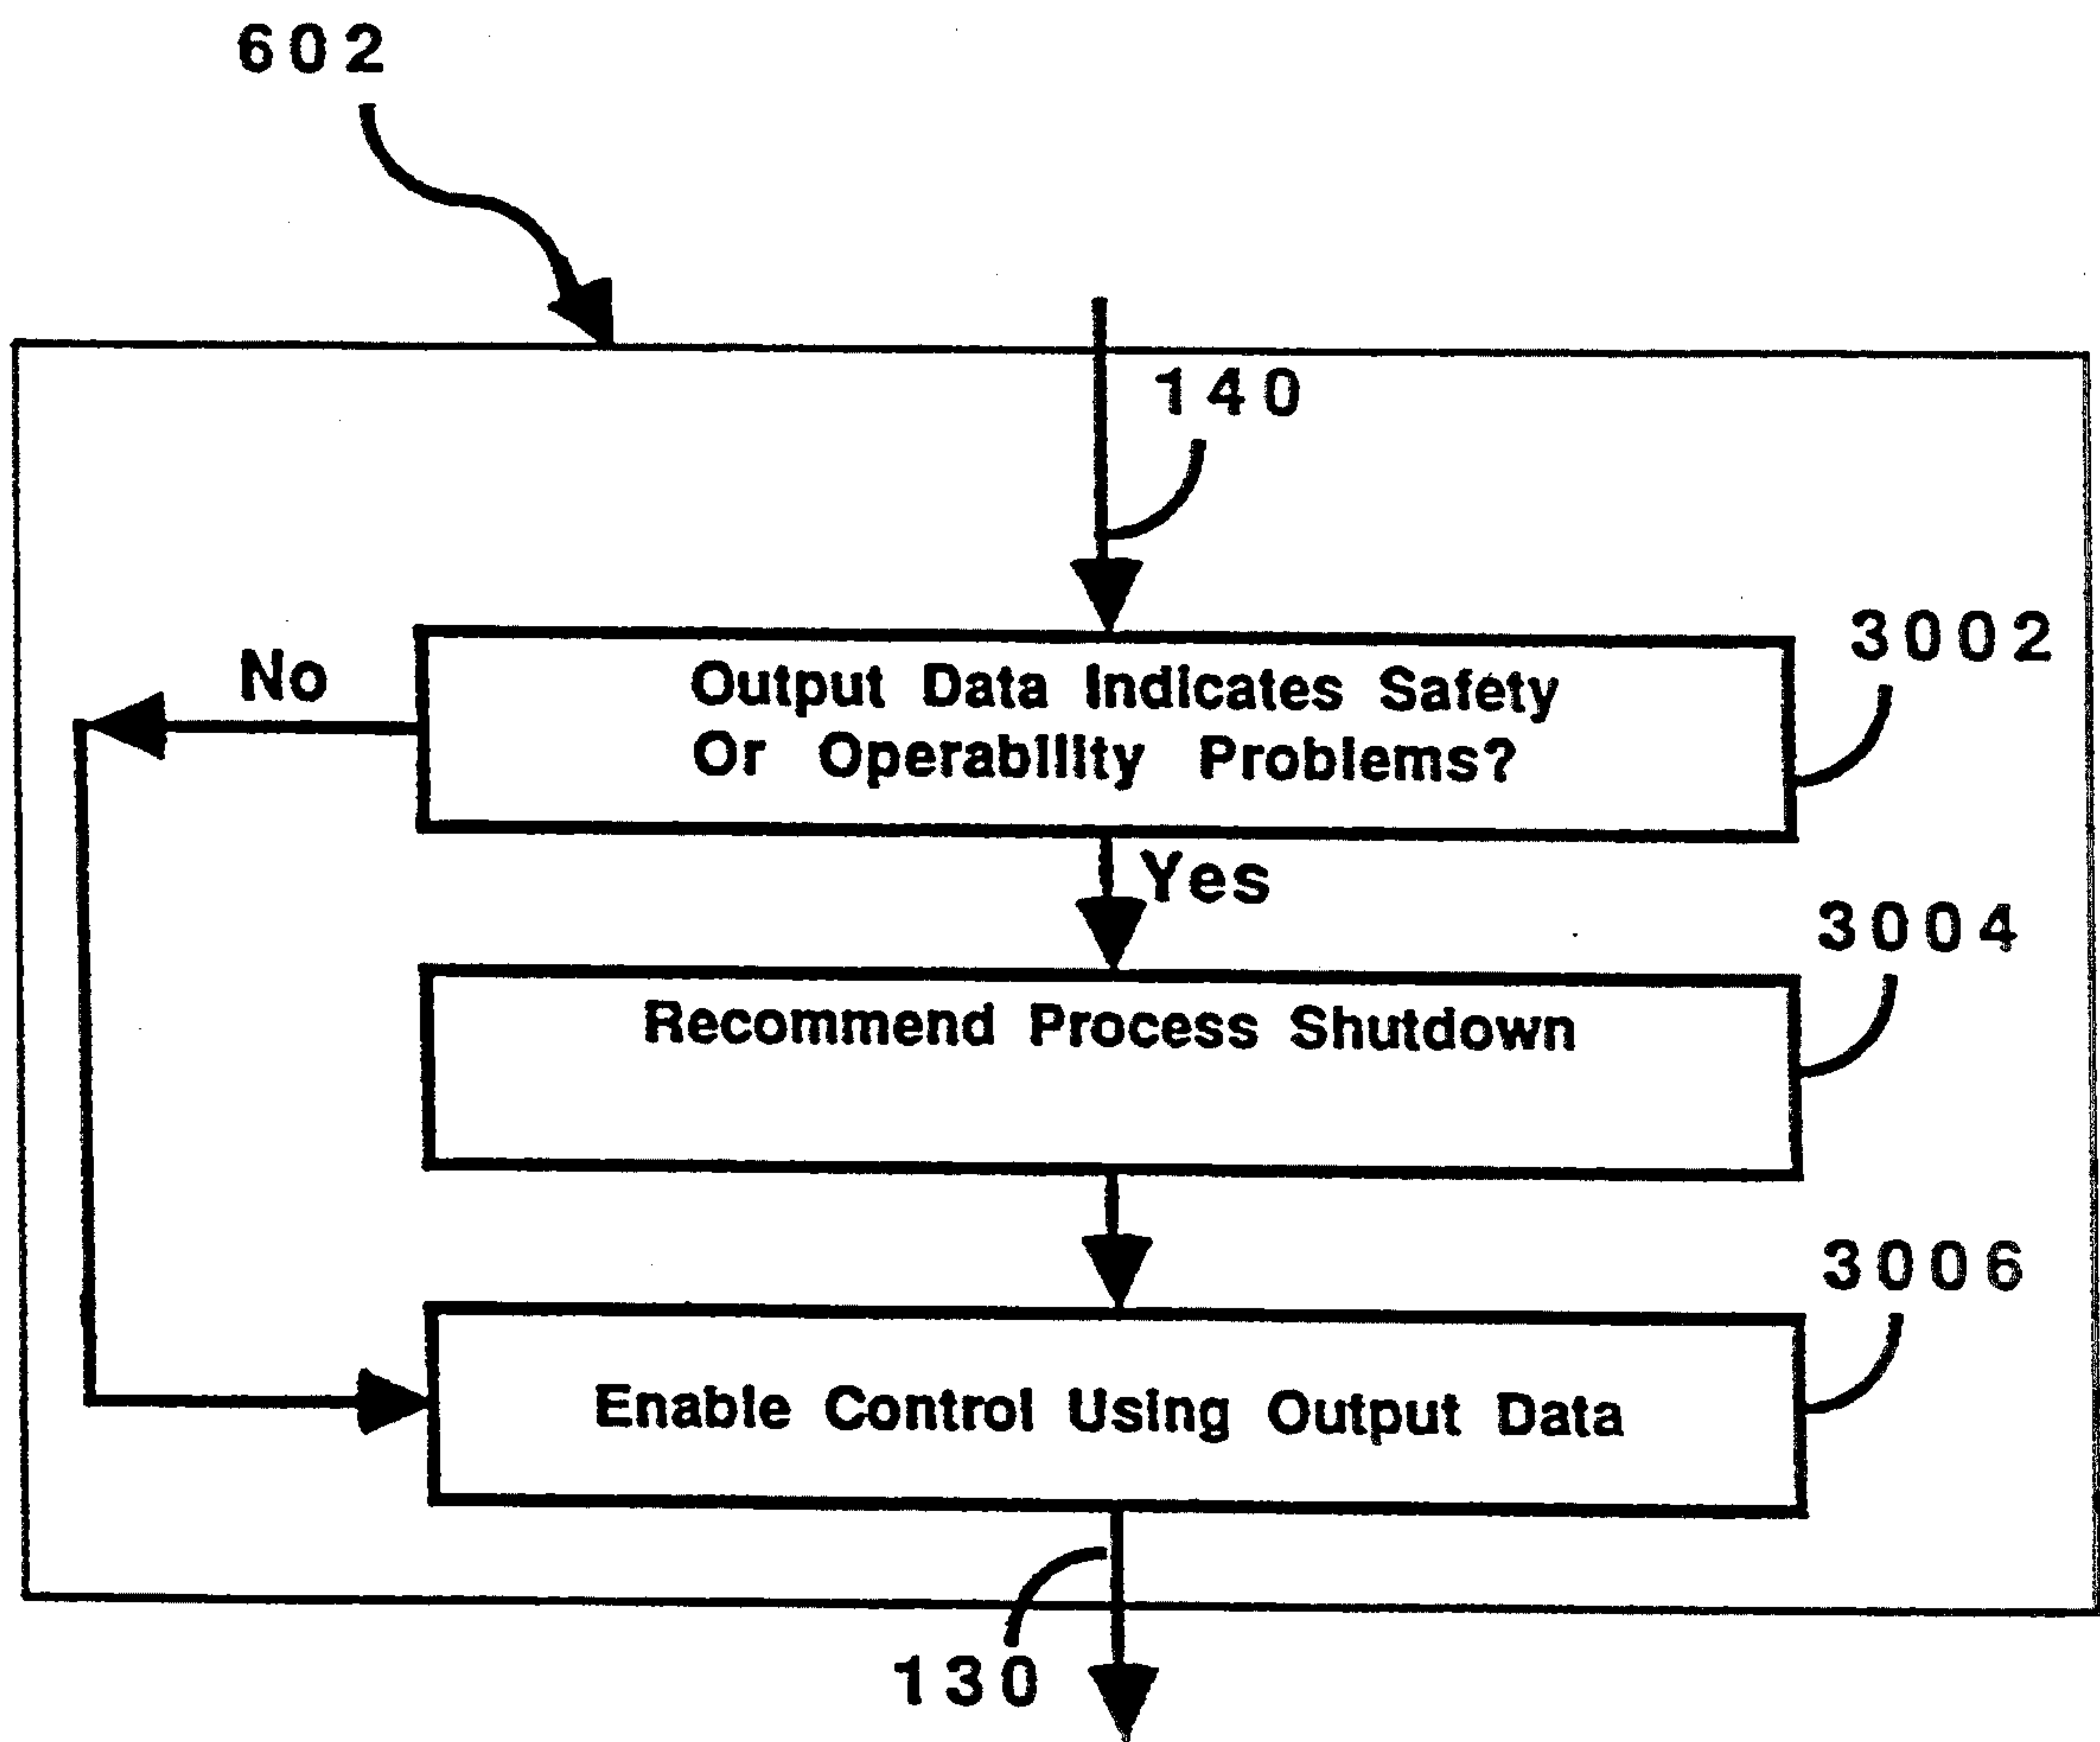 602
140
3002
No
Output Data Indicates Safety
Or Operability Problems?
Yes
3004
Recommend Process Shutdown
3006
Enable Control Using Output Data
130